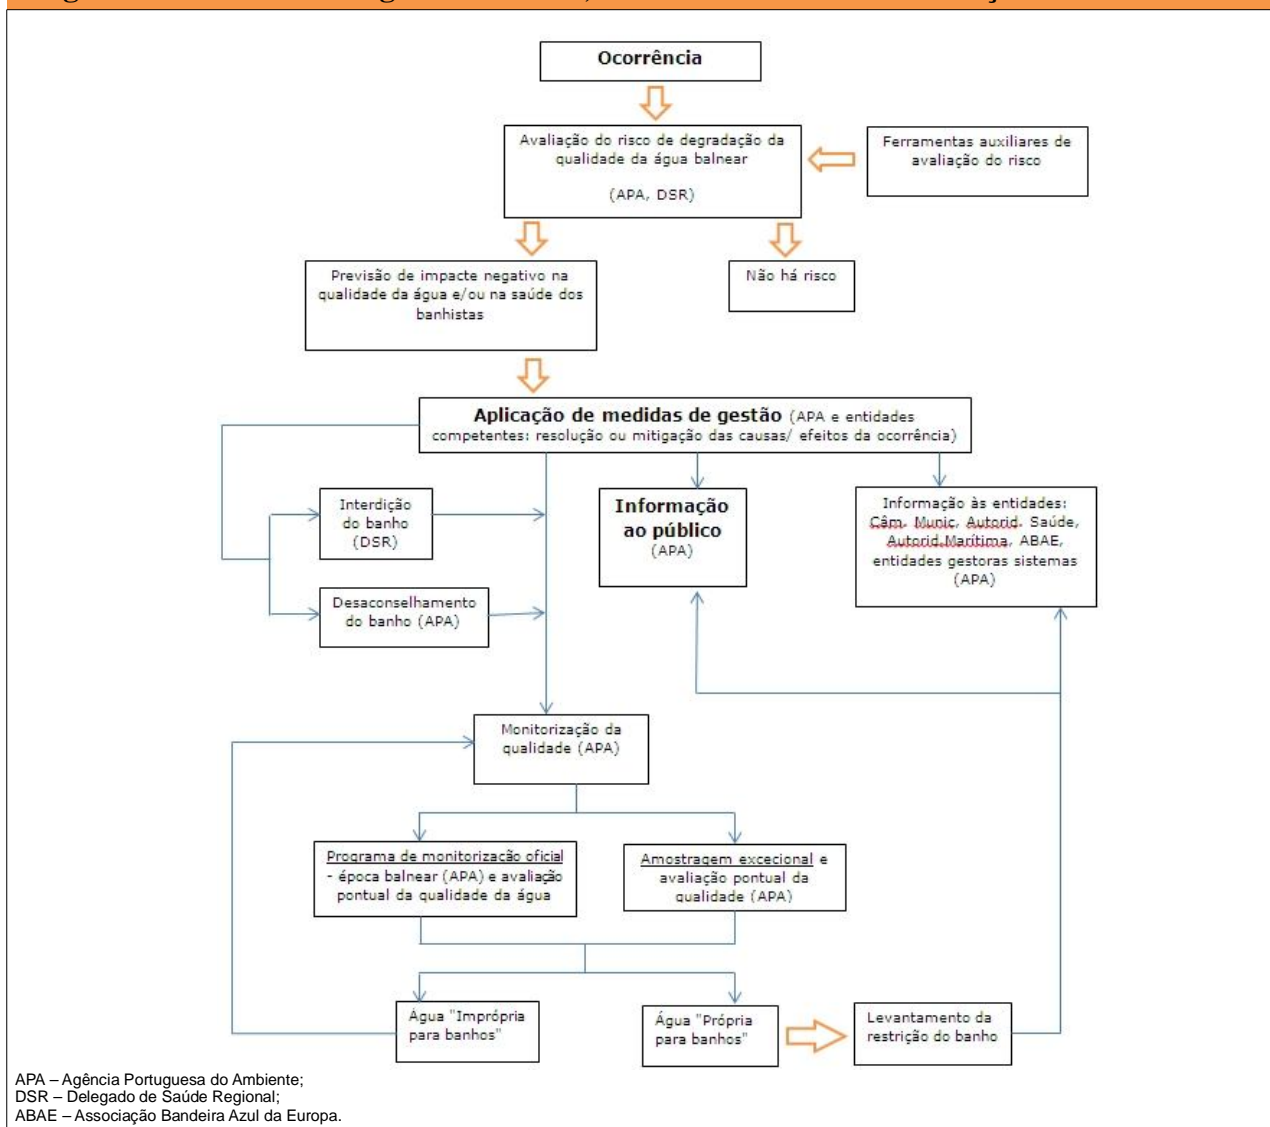 Ocorrência
Avaliação do risco de degradação da
qualidade da água balnear
(APA, DSR)
Ferramentas auxiliares de
avaliação do risco
Previsão de impacte negativo na
qualidade da água e/ou na saúde dos
banhistas
Não há risco
Aplicação de medidas de gestão (APA e entidades
competentes: resolução ou mitigação das causas/ efeitos da ocorrência)
Interdição
do banho
(DSR)
Informação
ao público
(APA)
Informação às entidades:
Câm. Munic, Autorid. Saúde,
Autorid.Marítima, ABAE,
entidades gestoras sistemas
(APA)
Desaconselhamento
do banho (APA)
Monitorização da
qualidade (APA)
Programa de monitorização oficial
- época balnear (APA) e avaliação
pontual da qualidade da água
Amostragem excecional e
avaliação pontual da
qualidade (APA)
Água "Imprópria
para banhos"
Água "Própria
para banhos"
Levantamento da
restrição do banho
APA – Agência Portuguesa do Ambiente;
DSR – Delegado de Saúde Regional;
ABAE – Associação Bandeira Azul da Europa.